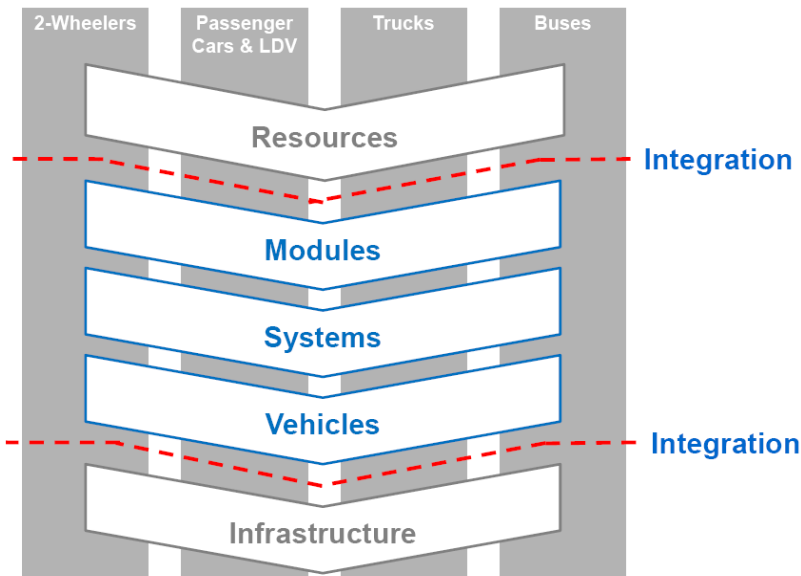 2-Wheelers
Passenger
Cars & LDV
Trucks
Buses
Resources
Integration
Modules
Systems
Vehicles
Integration
Infrastructure